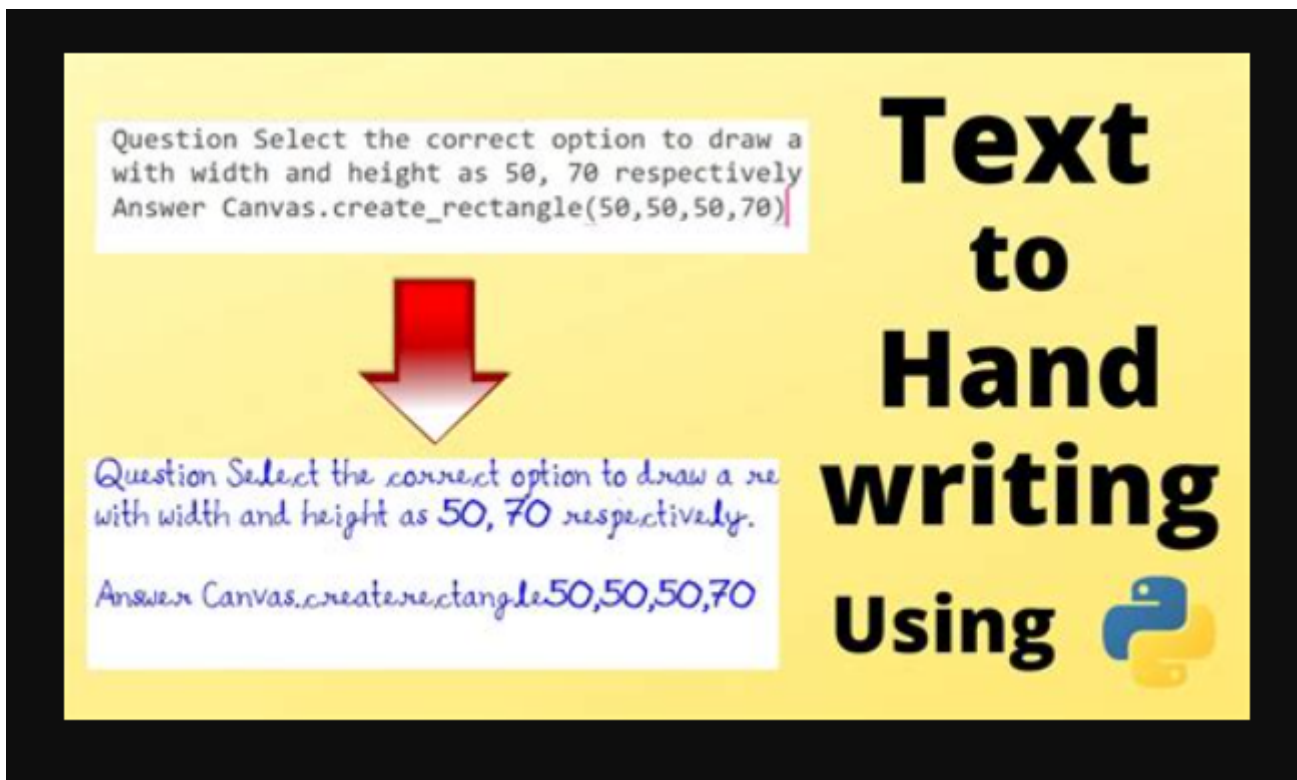 Question Select the correct option to draw a
with width and height as 50, 70 respectively
Answer Canvas.create_rectangle(50,50,50,70)
Question Select the correct option to draw a re
with width and height as 50, 70 respectively.
Answer Canvas.createrectangle50,50,50,70
Text
to
Hand
writing
Using